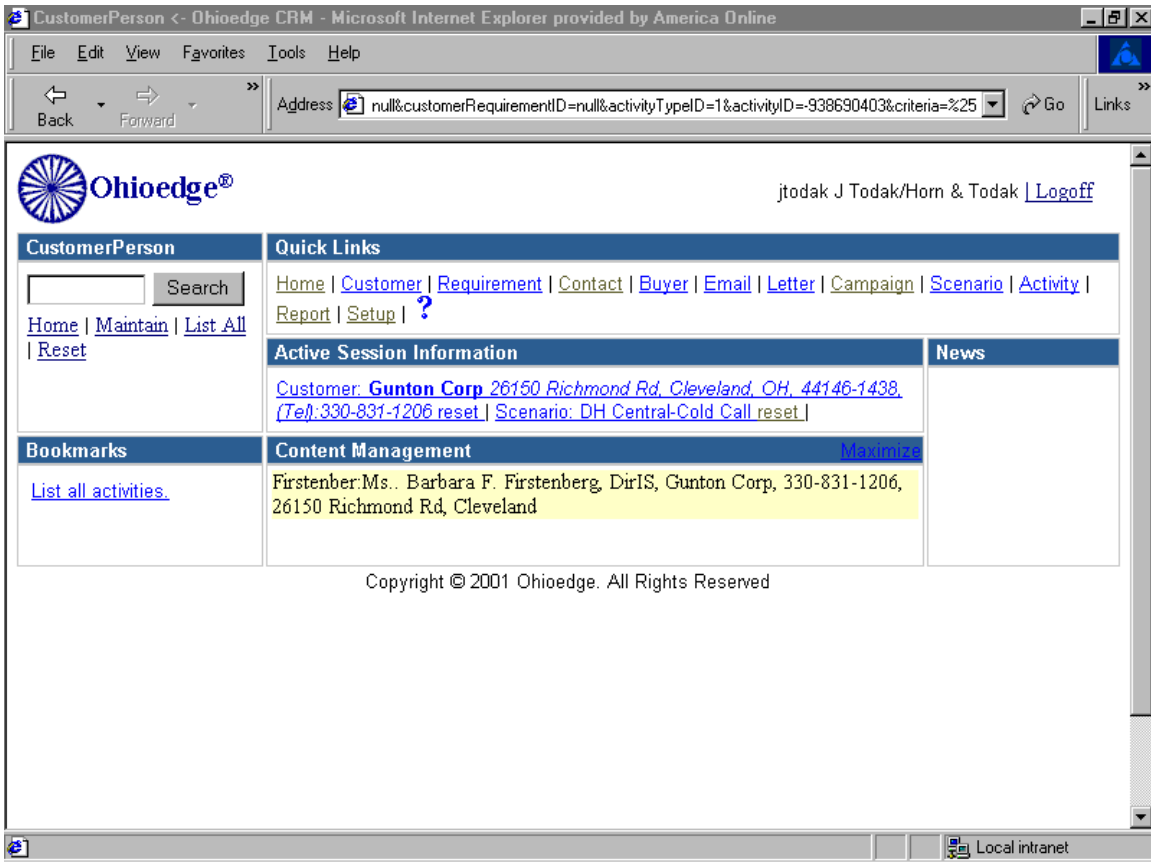 CustomerPerson <- Ohioedge CRM - Microsoft Internet Explorer provided by America Online
File Edit View Favorites Tools Help
Back Forward » Address null&customerRequirementID=null&activityTypeID=1&activityID=-938690403&criteria=%25 Go Links »
Ohioedge®
jtodak J Todak/Horn & Todak | Logoff
CustomerPerson
Search
Home | Maintain | List All
| Reset
Quick Links
Home | Customer | Requirement | Contact | Buyer | Email | Letter | Campaign | Scenario | Activity |
Report | Setup | ?
Active Session Information
Customer: Gunton Corp 26150 Richmond Rd, Cleveland, OH, 44146-1438,
(Tel):330-831-1206 reset | Scenario: DH Central-Cold Call reset |
News
Bookmarks
List all activities.
Content Management Maximize
Firstenber:Ms.. Barbara F. Firstenberg, DirIS, Gunton Corp, 330-831-1206,
26150 Richmond Rd, Cleveland
Copyright © 2001 Ohioedge. All Rights Reserved
Local intranet